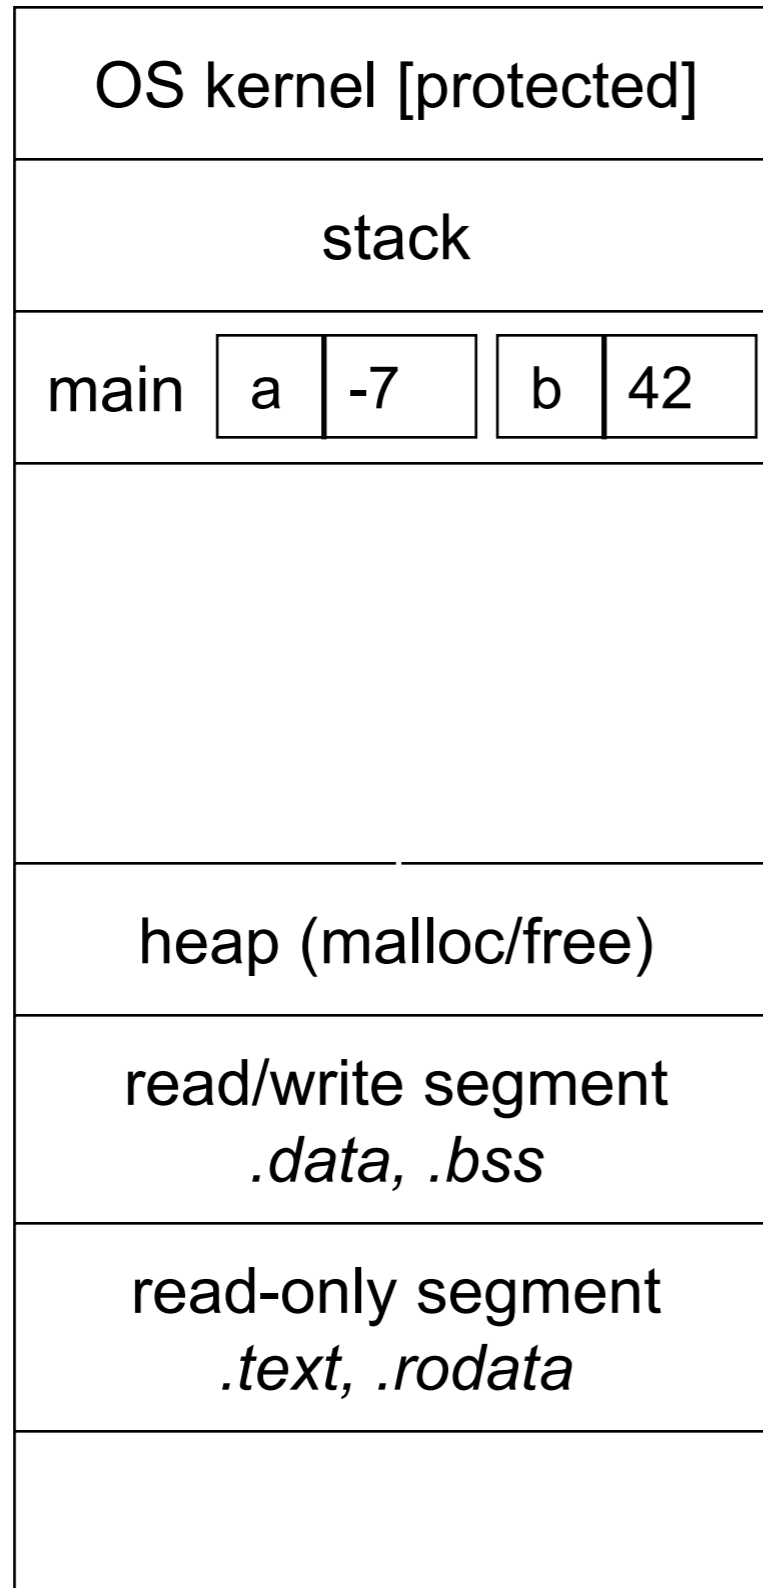 OS kernel [protected]
stack
main a -7 b 42
heap (malloc/free)
read/write segment
.data, .bss
read-only segment
.text, .rodata